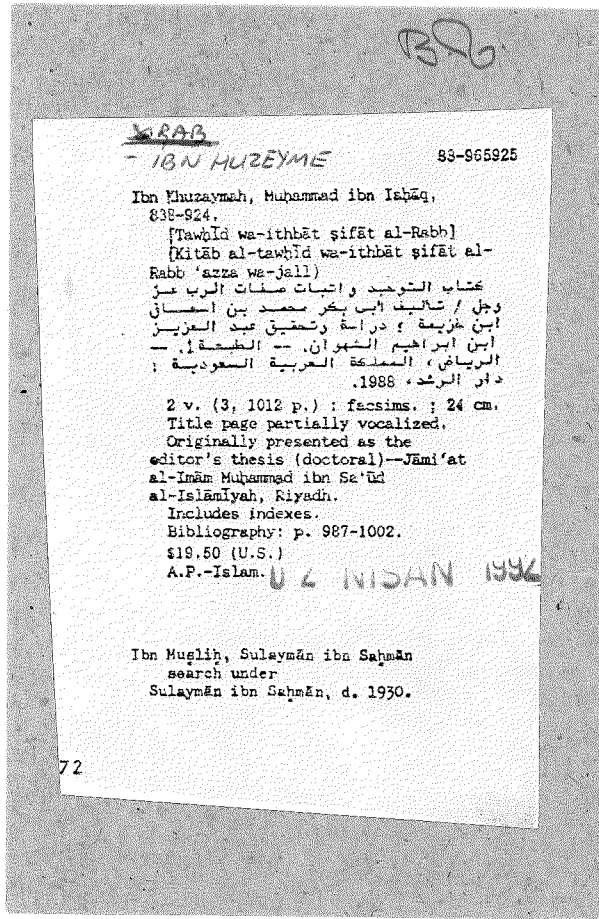 ARAB
- IBN HUZEYME
83-965925
Ibn Khuzaymah, Muḥammad ibn Isḥāq,
838-924.
[Tawḥīd wa-ithbāt ṣifāt al-Rabb]
[Kitāb al-tawḥīd wa-ithbāt ṣifāt al-
Rabb ʻazza wa-jall)
كتاب التوحيد واثبات صفات الرب عز
وجل / تأليف أبي بكر محمد بن اسحاق
ابن خزيمة ؛ دراسة وتحقيق عبد العزيز
ابن ابراهيم الشهوان. -- الطبعة 1. --
الرياض، المملكة العربية السعودية :
دار الرشد، 1988.
2 v. (3, 1012 p.) : facsims. ; 24 cm.
Title page partially vocalized.
Originally presented as the
editor's thesis (doctoral)--Jāmiʻat
al-Imām Muḥammad ibn Saʻūd
al-Islāmīyah, Riyadh.
Includes indexes.
Bibliography: p. 987-1002.
$19.50 (U.S.)
A.P.-Islam.
02 NISAN 1992
Ibn Muṣliḥ, Sulaymān ibn Saḥmān
search under
Sulaymān ibn Saḥmān, d. 1930.
72